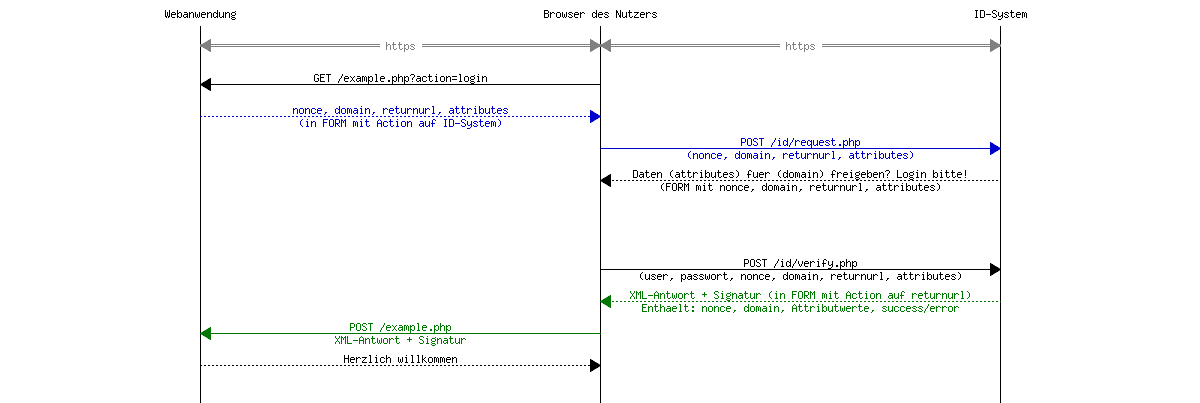 Webanwendung
Browser des Nutzers
ID-System
https
https
GET /example.php?action=login
nonce, domain, returnurl, attributes
(in FORM mit Action auf ID-System)
POST /id/request.php
(nonce, domain, returnurl, attributes)
Daten (attributes) fuer (domain) freigeben? Login bitte!
(FORM mit nonce, domain, returnurl, attributes)
POST /id/verify.php
(user, passwort, nonce, domain, returnurl, attributes)
XML-Antwort + Signatur (in FORM mit Action auf returnurl)
Enthaelt: nonce, domain, Attributwerte, success/error
POST /example.php
XML-Antwort + Signatur
Herzlich willkommen